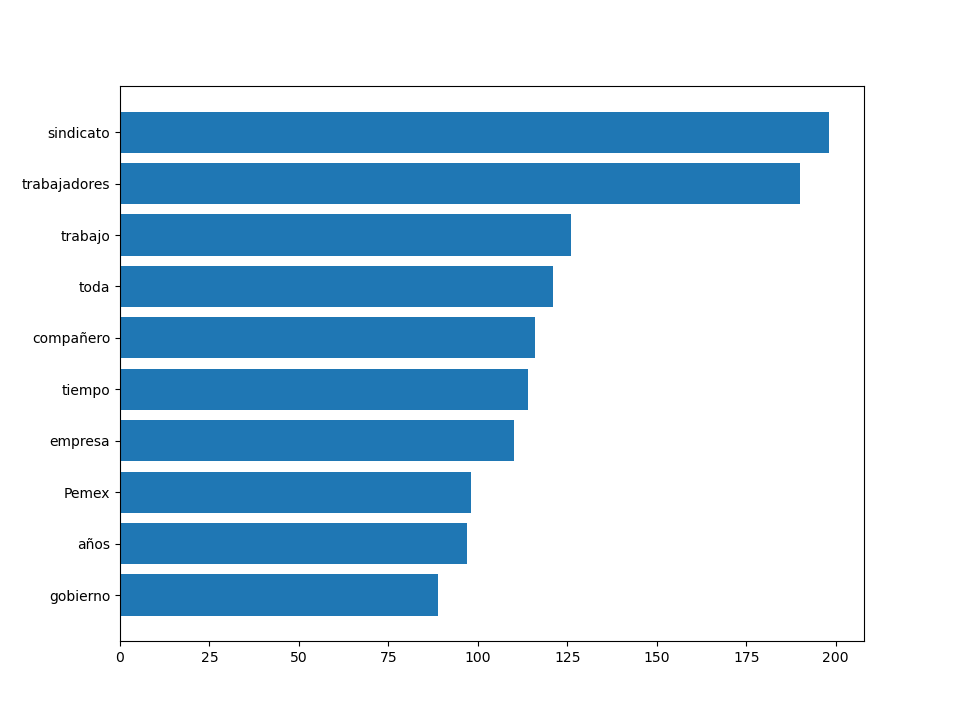 sindicato
trabajadores
trabajo
toda
compañero
tiempo
empresa
Pemex
años
gobierno
0 25 50 75 100 125 150 175 200